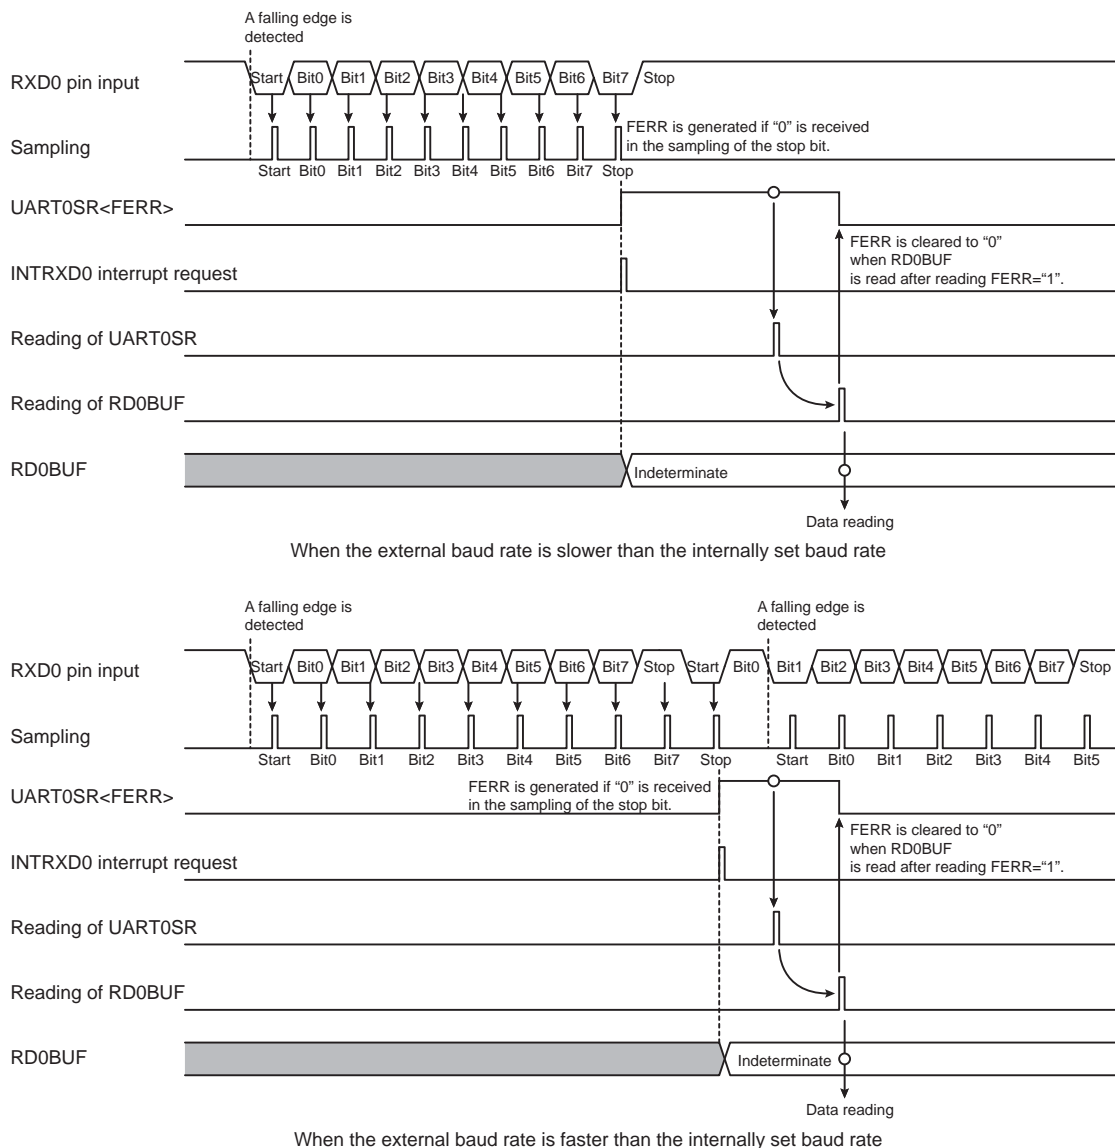 A falling edge is
detected
RXD0 pin input
Start Bit0 Bit1 Bit2 Bit3 Bit4 Bit5 Bit6 Bit7 Stop
Sampling
FERR is generated if “0” is received
in the sampling of the stop bit.
Start Bit0 Bit1 Bit2 Bit3 Bit4 Bit5 Bit6 Bit7 Stop
UART0SR<FERR>
FERR is cleared to “0”
when RD0BUF
is read after reading FERR=“1”.
INTRXD0 interrupt request
Reading of UART0SR
Reading of RD0BUF
RD0BUF
Indeterminate
Data reading
When the external baud rate is slower than the internally set baud rate
A falling edge is
detected
A falling edge is
detected
RXD0 pin input
Start Bit0 Bit1 Bit2 Bit3 Bit4 Bit5 Bit6 Bit7 Stop Start Bit0 Bit1 Bit2 Bit3 Bit4 Bit5 Bit6 Bit7 Stop
Sampling
Start Bit0 Bit1 Bit2 Bit3 Bit4 Bit5 Bit6 Bit7 Stop Start Bit0 Bit1 Bit2 Bit3 Bit4 Bit5
FERR is generated if “0” is received
in the sampling of the stop bit.
UART0SR<FERR>
FERR is cleared to “0”
when RD0BUF
is read after reading FERR=“1”.
INTRXD0 interrupt request
Reading of UART0SR
Reading of RD0BUF
RD0BUF
Indeterminate
Data reading
When the external baud rate is faster than the internally set baud rate